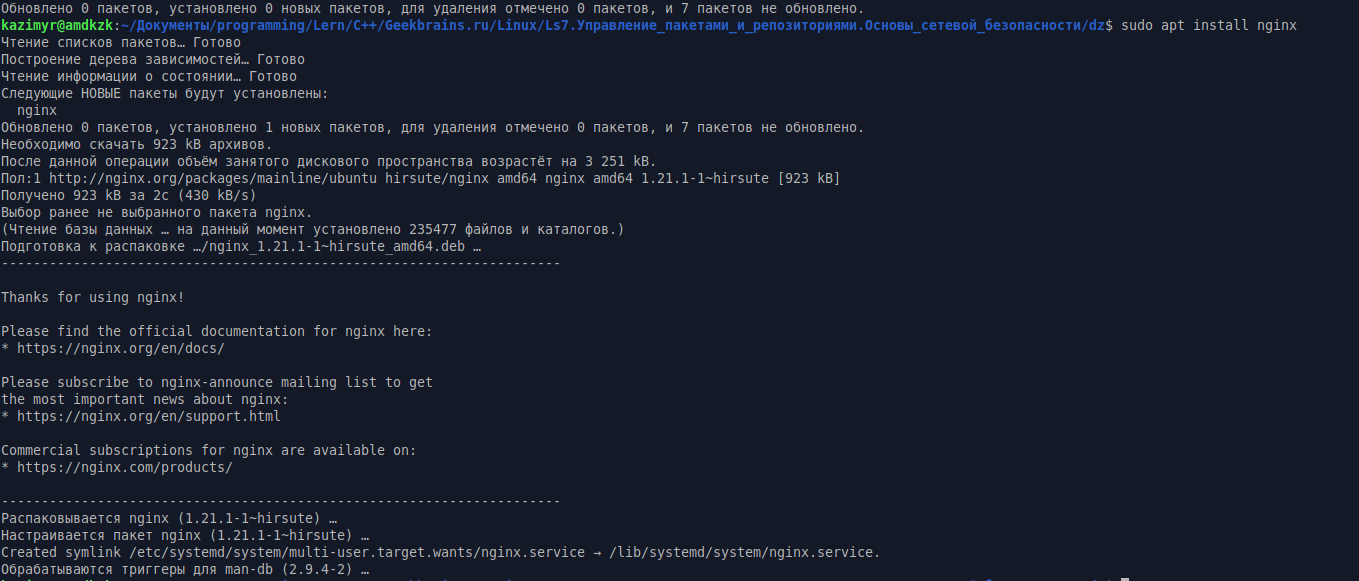 Обновлено 0 пакетов, установлено 0 новых пакетов, для удаления отмечено 0 пакетов, и 7 пакетов не обновлено.
kazimyr@amdkzk:~/Документы/programming/Lern/C++/Geekbrains.ru/Linux/Ls7.Управление_пакетами_и_репозиториями.Основы_сетевой_безопасности/dz$ sudo apt install nginx
Чтение списков пакетов… Готово
Построение дерева зависимостей… Готово
Чтение информации о состоянии… Готово
Следующие НОВЫЕ пакеты будут установлены:
  nginx
Обновлено 0 пакетов, установлено 1 новых пакетов, для удаления отмечено 0 пакетов, и 7 пакетов не обновлено.
Необходимо скачать 923 kB архивов.
После данной операции объём занятого дискового пространства возрастёт на 3 251 kB.
Пол:1 http://nginx.org/packages/mainline/ubuntu hirsute/nginx amd64 nginx amd64 1.21.1-1~hirsute [923 kB]
Получено 923 kB за 2с (430 kB/s)
Выбор ранее не выбранного пакета nginx.
(Чтение базы данных … на данный момент установлено 235477 файлов и каталогов.)
Подготовка к распаковке …/nginx_1.21.1-1~hirsute_amd64.deb …
----------------------------------------------------------------------
Thanks for using nginx!
Please find the official documentation for nginx here:
* https://nginx.org/en/docs/
Please subscribe to nginx-announce mailing list to get
the most important news about nginx:
* https://nginx.org/en/support.html
Commercial subscriptions for nginx are available on:
* https://nginx.com/products/
----------------------------------------------------------------------
Распаковывается nginx (1.21.1-1~hirsute) …
Настраивается пакет nginx (1.21.1-1~hirsute) …
Created symlink /etc/systemd/system/multi-user.target.wants/nginx.service → /lib/systemd/system/nginx.service.
Обрабатываются триггеры для man-db (2.9.4-2) …